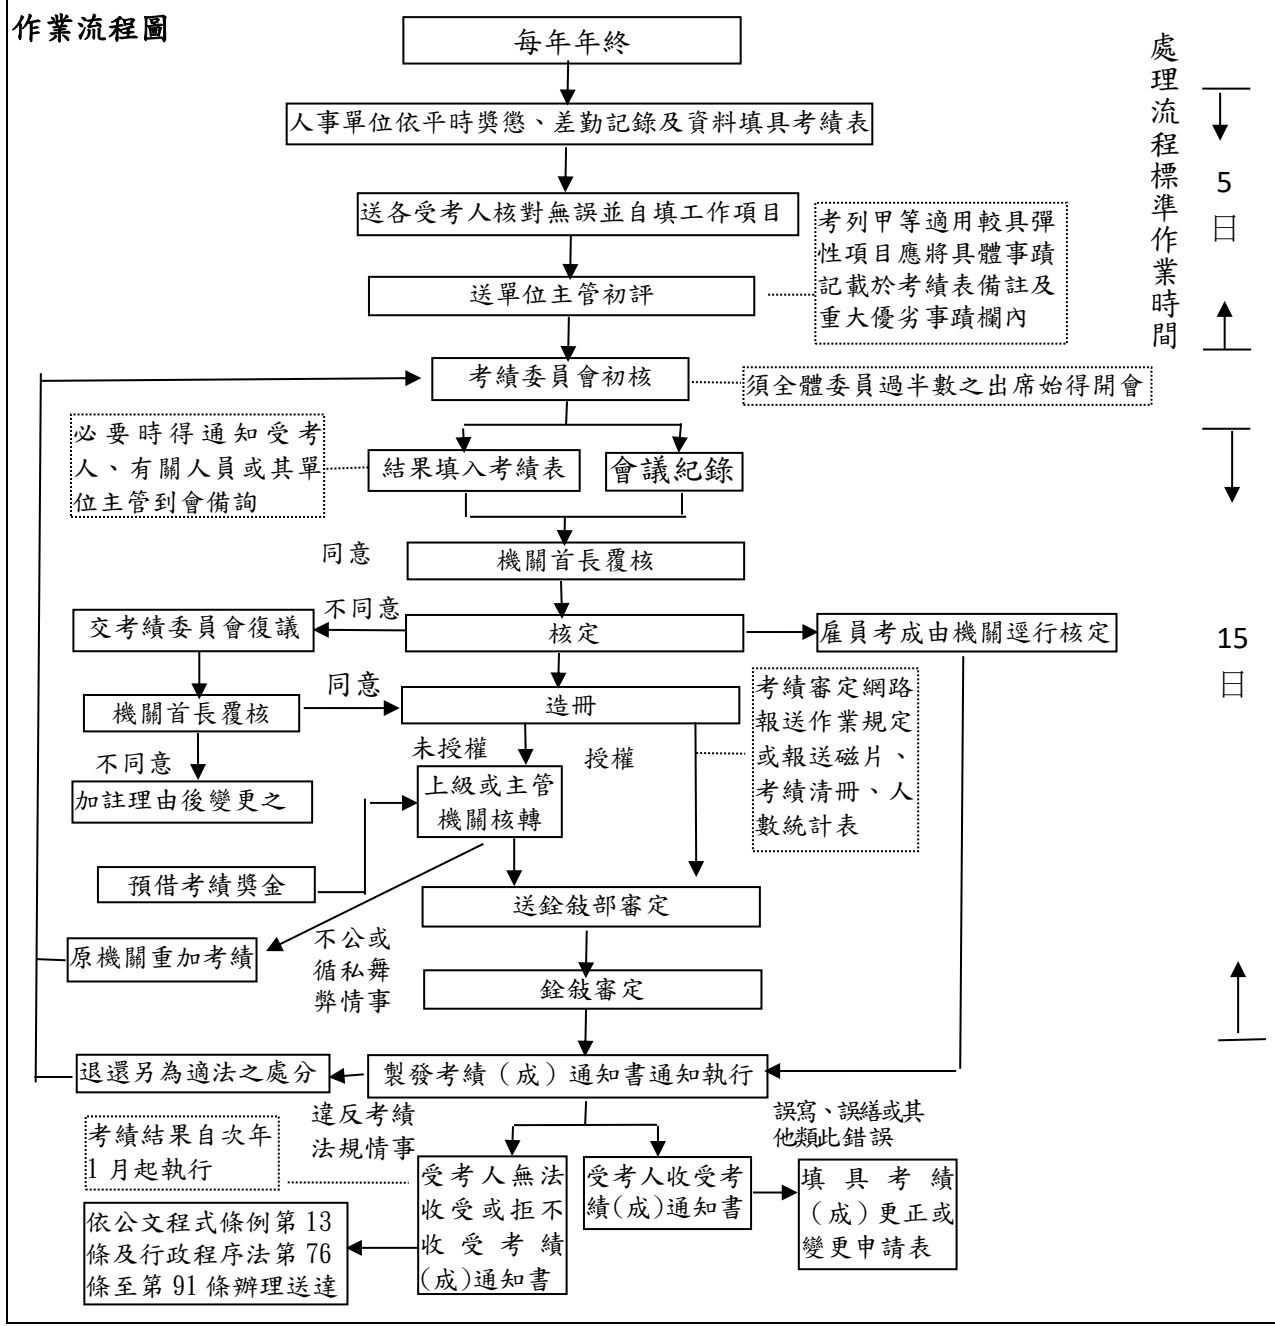 作業流程圖
每年年終
處理流程標準作業時間
人事單位依平時獎懲、差勤記錄及資料填具考績表
5
日
送各受考人核對無誤並自填工作項目
考列甲等適用較具彈
性項目應將具體事蹟
記載於考績表備註及
重大優劣事蹟欄內
送單位主管初評
考績委員會初核
須全體委員過半數之出席始得開會
必要時得通知受考
人、有關人員或其單
位主管到會備詢
結果填入考績表
會議紀錄
同意
機關首長覆核
不同意
交考績委員會復議
核定
雇員考成由機關逕行核定
15
日
機關首長覆核
同意
造冊
考績審定網路
報送作業規定
或報送磁片、
考績清冊、人
數統計表
不同意
未授權
授權
加註理由後變更之
上級或主管
機關核轉
預借考績獎金
送銓敍部審定
原機關重加考績
不公或
循私舞
弊情事
銓敍審定
退還另為適法之處分
製發考績（成）通知書通知執行
違反考績
法規情事
誤寫、誤繕或其
他類此錯誤
考績結果自次年
1月起執行
受考人無法
收受或拒不
收受考績
(成)通知書
受考人收受考
績(成)通知書
填具考績
（成）更正或
變更申請表
依公文程式條例第 13
條及行政程序法第 76
條至第 91 條辦理送達